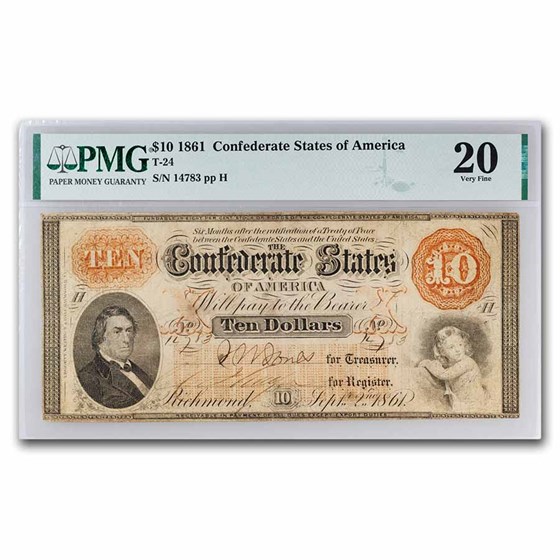 PMG
PAPER MONEY GUARANTY
$10 1861 Confederate States of America
T-24
S/N 14783 pp H
20
Very Fine
Six Months after the ratification of a Treaty of Peace
between the Confederate States and the United States
THE
TEN
Confederate States
10
OF AMERICA
H
Will pay to the Bearer
H
Ten Dollars
No
No
for Treasurer,
for Register.
Richmond
10
Sept. 2nd 1861